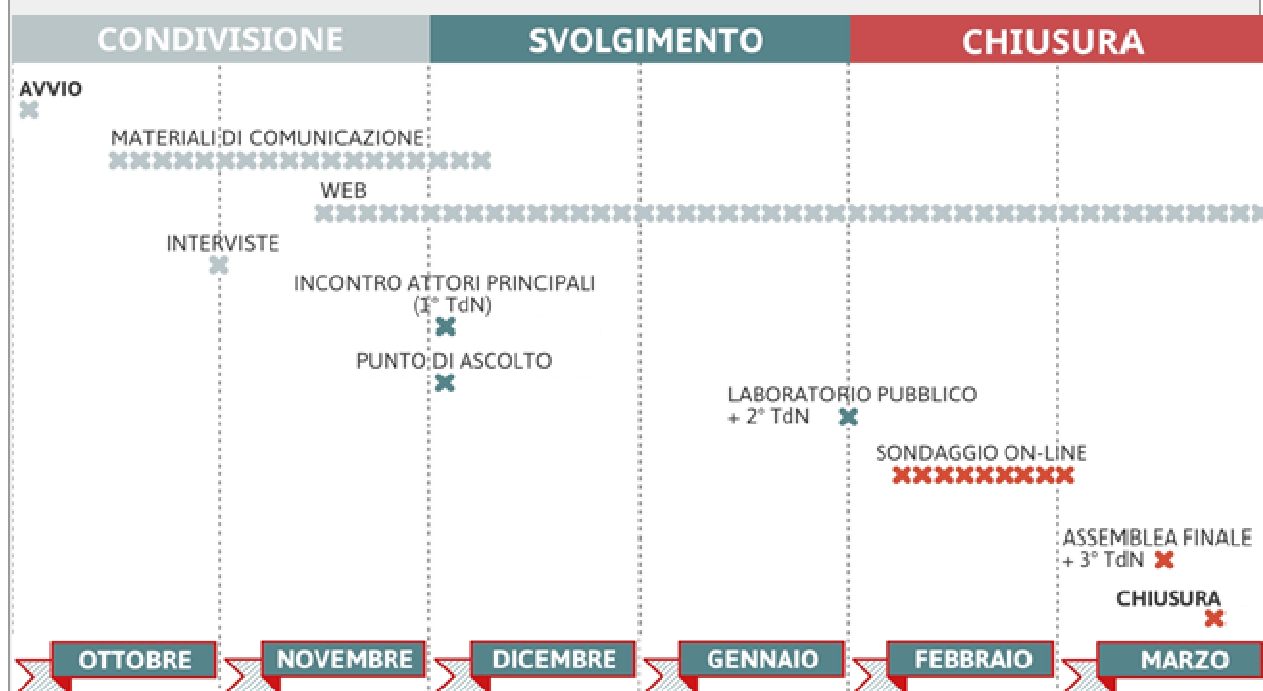 CONDIVISIONE
SVOLGIMENTO
CHIUSURA
AVVIO
MATERIALI DI COMUNICAZIONE
WEB
INTERVISTE
INCONTRO ATTORI PRINCIPALI
(1° TdN)
PUNTO DI ASCOLTO
LABORATORIO PUBBLICO
+ 2° TdN
SONDAGGIO ON-LINE
ASSEMBLEA FINALE
+ 3° TdN
CHIUSURA
OTTOBRE
NOVEMBRE
DICEMBRE
GENNAIO
FEBBRAIO
MARZO